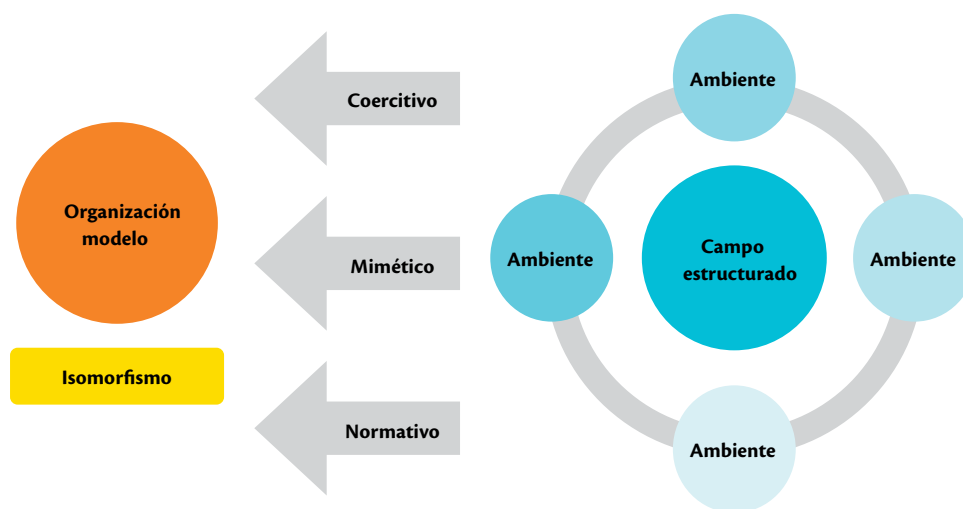 Organización
modelo
Isomorfismo
Coercitivo
Mimético
Normativo
Ambiente
Ambiente
Campo
estructurado
Ambiente
Ambiente